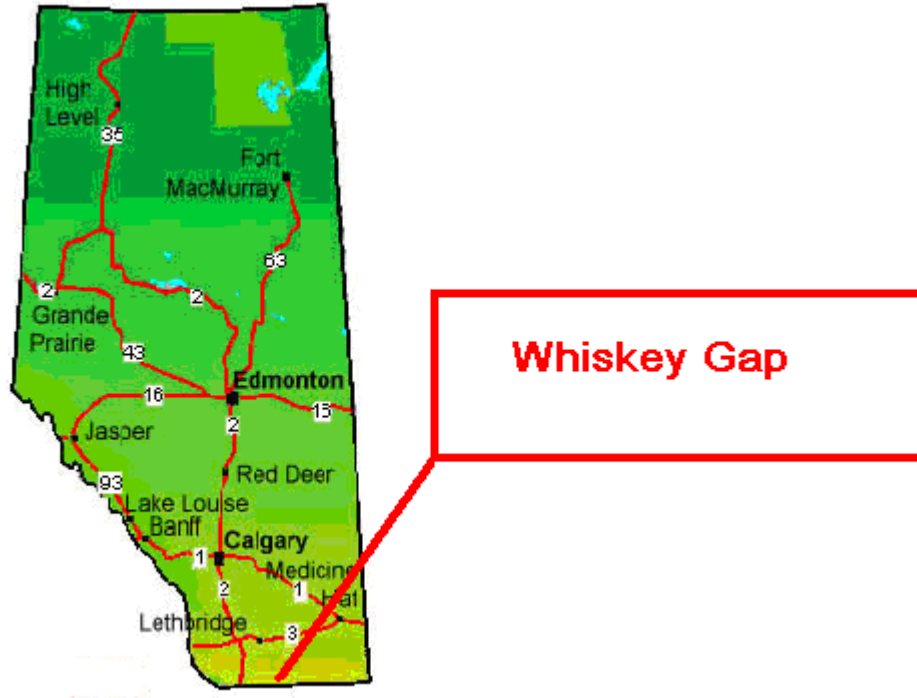 High
Level
35
Fort
MacMurray
63
2
2
Grande
Prairie
43
Edmonton
16
15
2
Jasper
Red Deer
93
Lake Louise
Banff
Calgary
1
Medicine
Hat
1
2
Lethbridge
3
Whiskey Gap